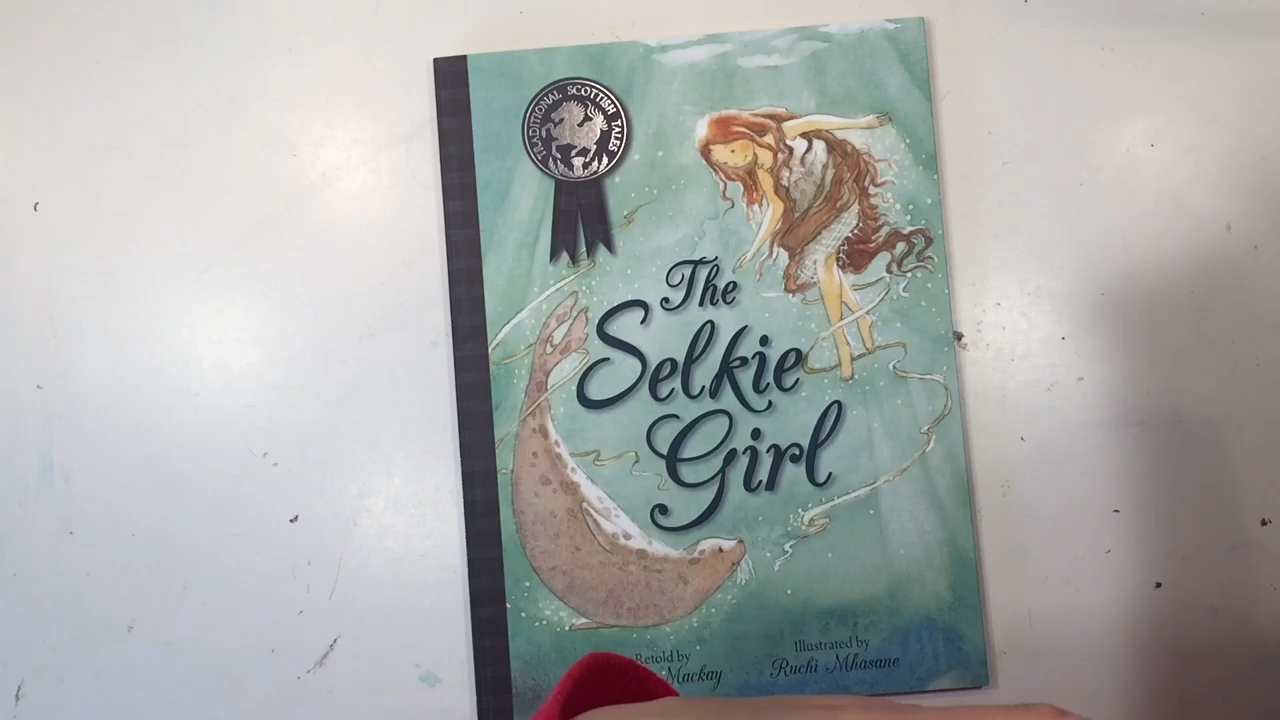 TRADITIONAL SCOTTISH TALES
The
Selkie
Girl
Retold by
Mackay
Illustrated by
Ruchi Mhasane